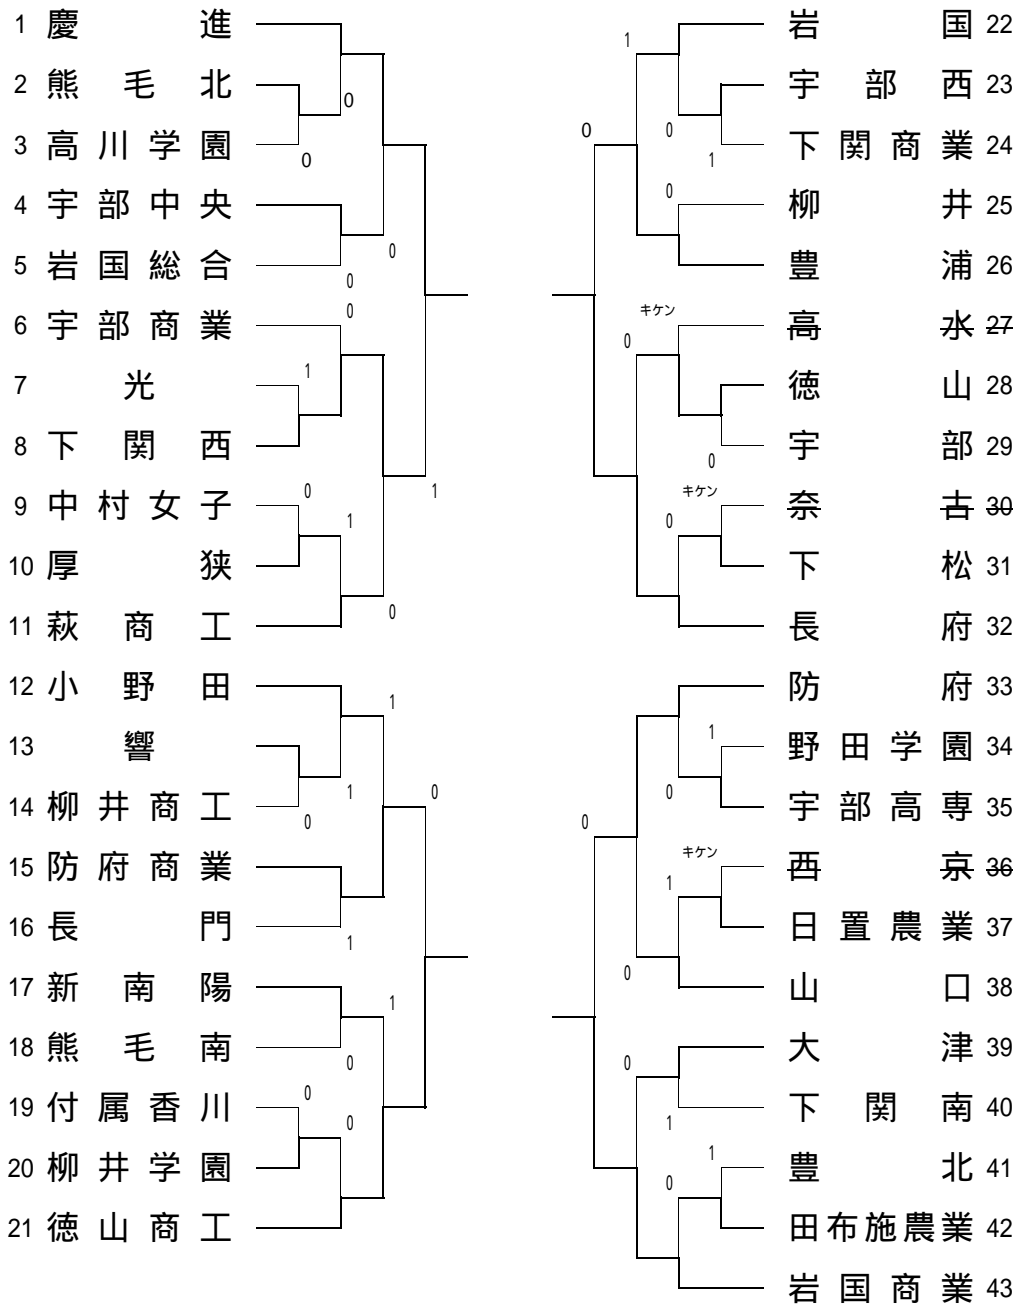 1 慶進
2 熊毛北
0
3 高川学園
0
4 宇部中央
0
5 岩国総合
0
0
6 宇部商業
7 光
1
8 下関西
9 中村女子
0
1
1
10 厚狭
11 萩商工
0
12 小野田
1
13 響
1
0
14 柳井商工
0
15 防府商業
16 長門
1
17 新南陽
1
18 熊毛南
0
19 付属香川
0
0
20 柳井学園
21 徳山商工
岩国 22
1
宇部西 23
0
0
下関商業 24
1
0
柳井 25
豊浦 26
キケン
高水 27
0
徳山 28
宇部 29
0
キケン
奈古 30
0
下松 31
長府 32
防府 33
1
野田学園 34
0
宇部高専 35
0
キケン
西京 36
1
日置農業 37
0
山口 38
大津 39
0
下関南 40
1
1
豊北 41
0
田布施農業 42
岩国商業 43